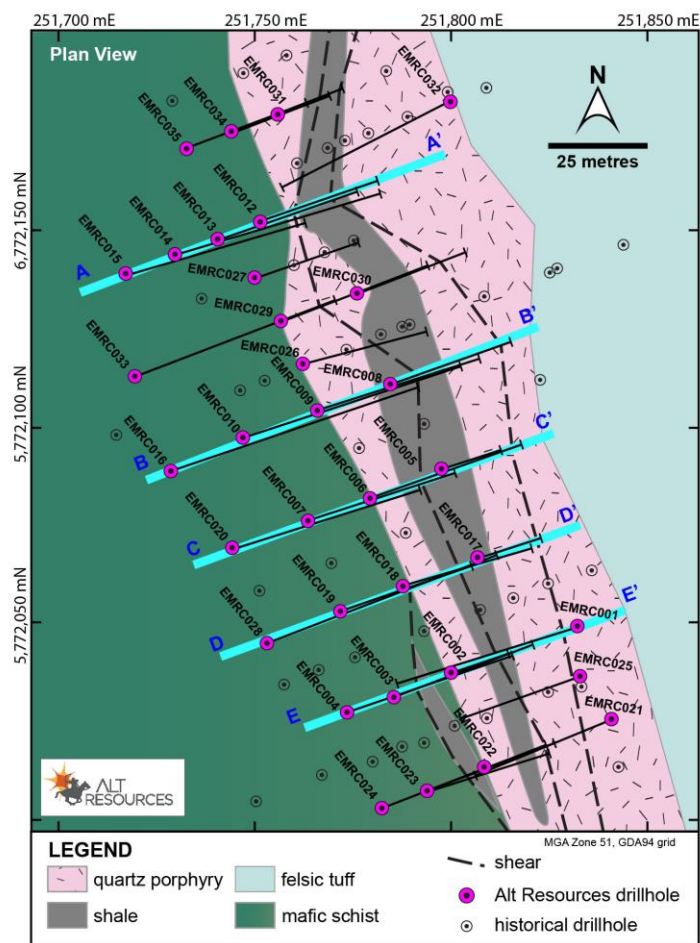 251,700 mE
251,750 mE
251,800 mE
251,850 mE
Plan View
N
25 metres
6,772,150 mN
5,772,100 mN
5,772,050 mN
EMRC032
EMRC031
EMRC034
EMRC035
A'
EMRC012
EMRC013
EMRC014
EMRC015
A
EMRC027
EMRC030
EMRC029
EMRC033
B'
EMRC026
EMRC008
EMRC009
EMRC010
EMRC016
B
C'
EMRC005
EMRC006
EMRC007
EMRC020
C
D'
EMRC017
EMRC018
EMRC019
EMRC028
D
E'
EMRC001
EMRC002
EMRC003
EMRC004
E
EMRC025
EMRC021
EMRC022
EMRC023
EMRC024
ALT
RESOURCES
MGA Zone 51, GDA94 grid
LEGEND
quartz porphyry
felsic tuff
shear
shale
mafic schist
Alt Resources drillhole
historical drillhole